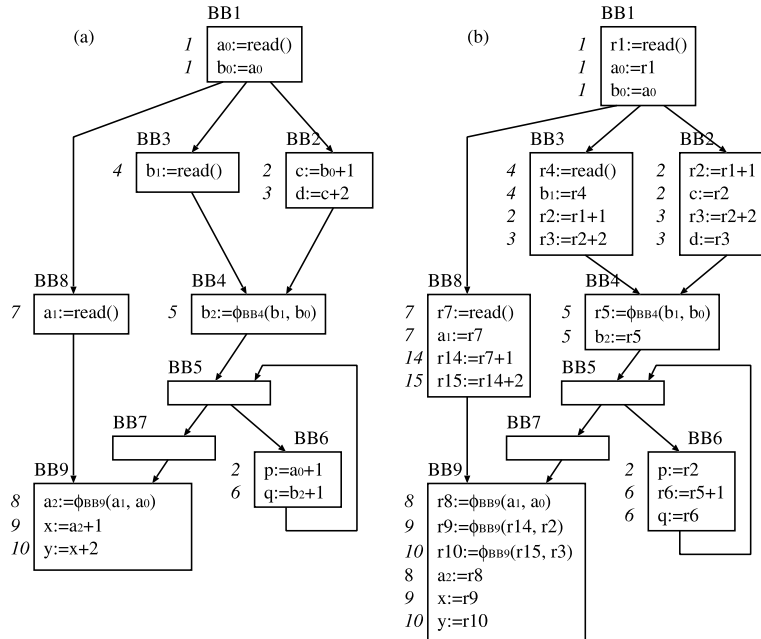 (a)
BB1
1 a₀:=read()
1 b₀:=a₀
BB3
4 b₁:=read()
BB2
2 c:=b₀+1
3 d:=c+2
BB8
7 a₁:=read()
BB4
5 b₂:=ϕBB4(b₁, b₀)
BB5
BB7
BB6
2 p:=a₀+1
6 q:=b₂+1
BB9
8 a₂:=ϕBB9(a₁, a₀)
9 x:=a₂+1
10 y:=x+2
(b)
BB1
1 r1:=read()
1 a₀:=r1
1 b₀:=a₀
BB3
4 r4:=read()
4 b₁:=r4
2 r2:=r1+1
3 r3:=r2+2
BB2
2 r2:=r1+1
2 c:=r2
3 r3:=r2+2
3 d:=r3
BB8
7 r7:=read()
7 a₁:=r7
14 r14:=r7+1
15 r15:=r14+2
BB4
5 r5:=ϕBB4(b₁, b₀)
5 b₂:=r5
BB5
BB7
BB6
2 p:=r2
6 r6:=r5+1
6 q:=r6
BB9
8 r8:=ϕBB9(a₁, a₀)
9 r9:=ϕBB9(r14, r2)
10 r10:=ϕBB9(r15, r3)
8 a₂:=r8
9 x:=r9
10 y:=r10